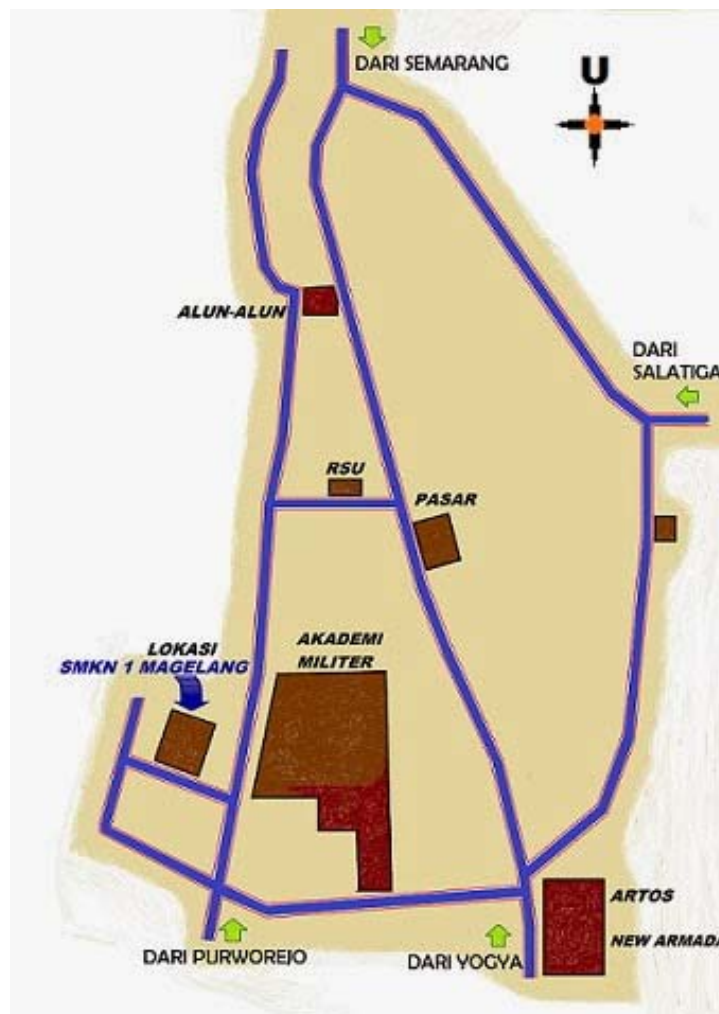 DARI SEMARANG
U
ALUN-ALUN
DARI
SALATIGA
RSU
PASAR
LOKASI
SMKN 1 MAGELANG
AKADEMI
MILITER
ARTOS
NEW ARMADA
DARI PURWOREJO
DARI YOGYA